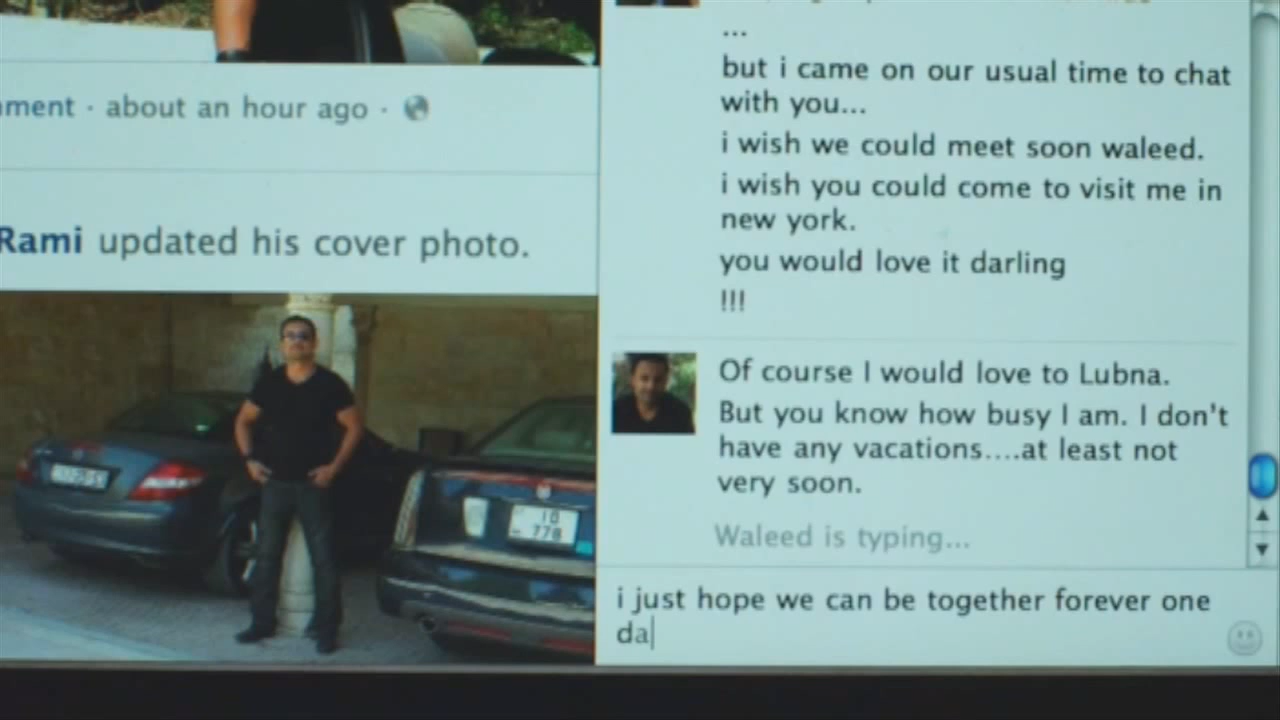 ment · about an hour ago ·
Rami updated his cover photo.
10
778
...
but i came on our usual time to chat
with you...
i wish we could meet soon waleed.
i wish you could come to visit me in
new york.
you would love it darling
!!!
Of course I would love to Lubna.
But you know how busy I am. I don't
have any vacations....at least not
very soon.
Waleed is typing...
i just hope we can be together forever one
da